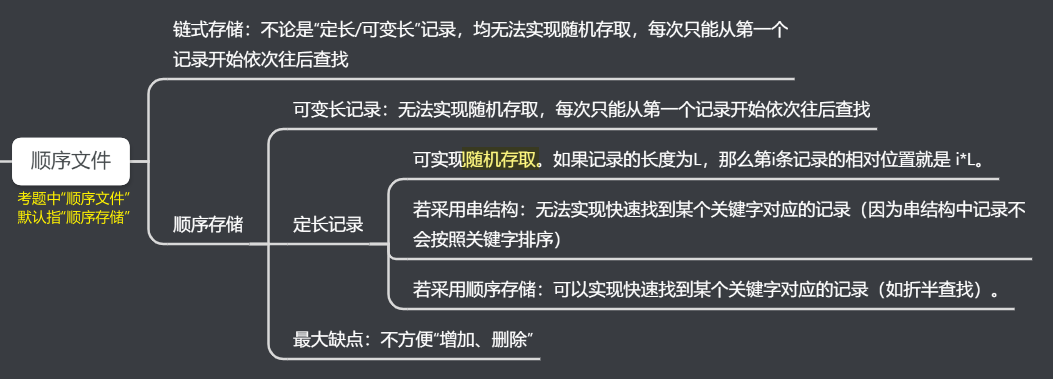 链式存储：不论是“定长/可变长”记录，均无法实现随机存取，每次只能从第一个
记录开始依次往后查找
可变长记录：无法实现随机存取，每次只能从第一个记录开始依次往后查找
顺序文件
考题中“顺序文件”
默认指“顺序存储”
可实现随机存取。如果记录的长度为L，那么第i条记录的相对位置就是 i*L。
顺序存储
定长记录
若采用串结构：无法实现快速找到某个关键字对应的记录（因为串结构中记录不
会按照关键字排序）
若采用顺序存储：可以实现快速找到某个关键字对应的记录（如折半查找）。
最大缺点：不方便“增加、删除”